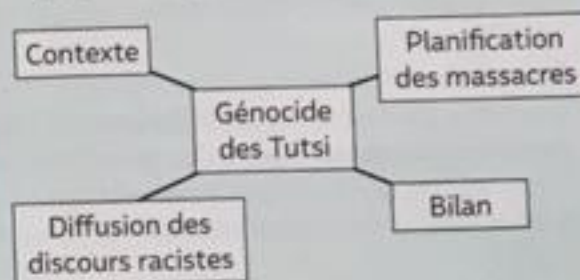 Contexte
Planification
des massacres
Génocide
des Tutsi
Diffusion des
discours racistes
Bilan